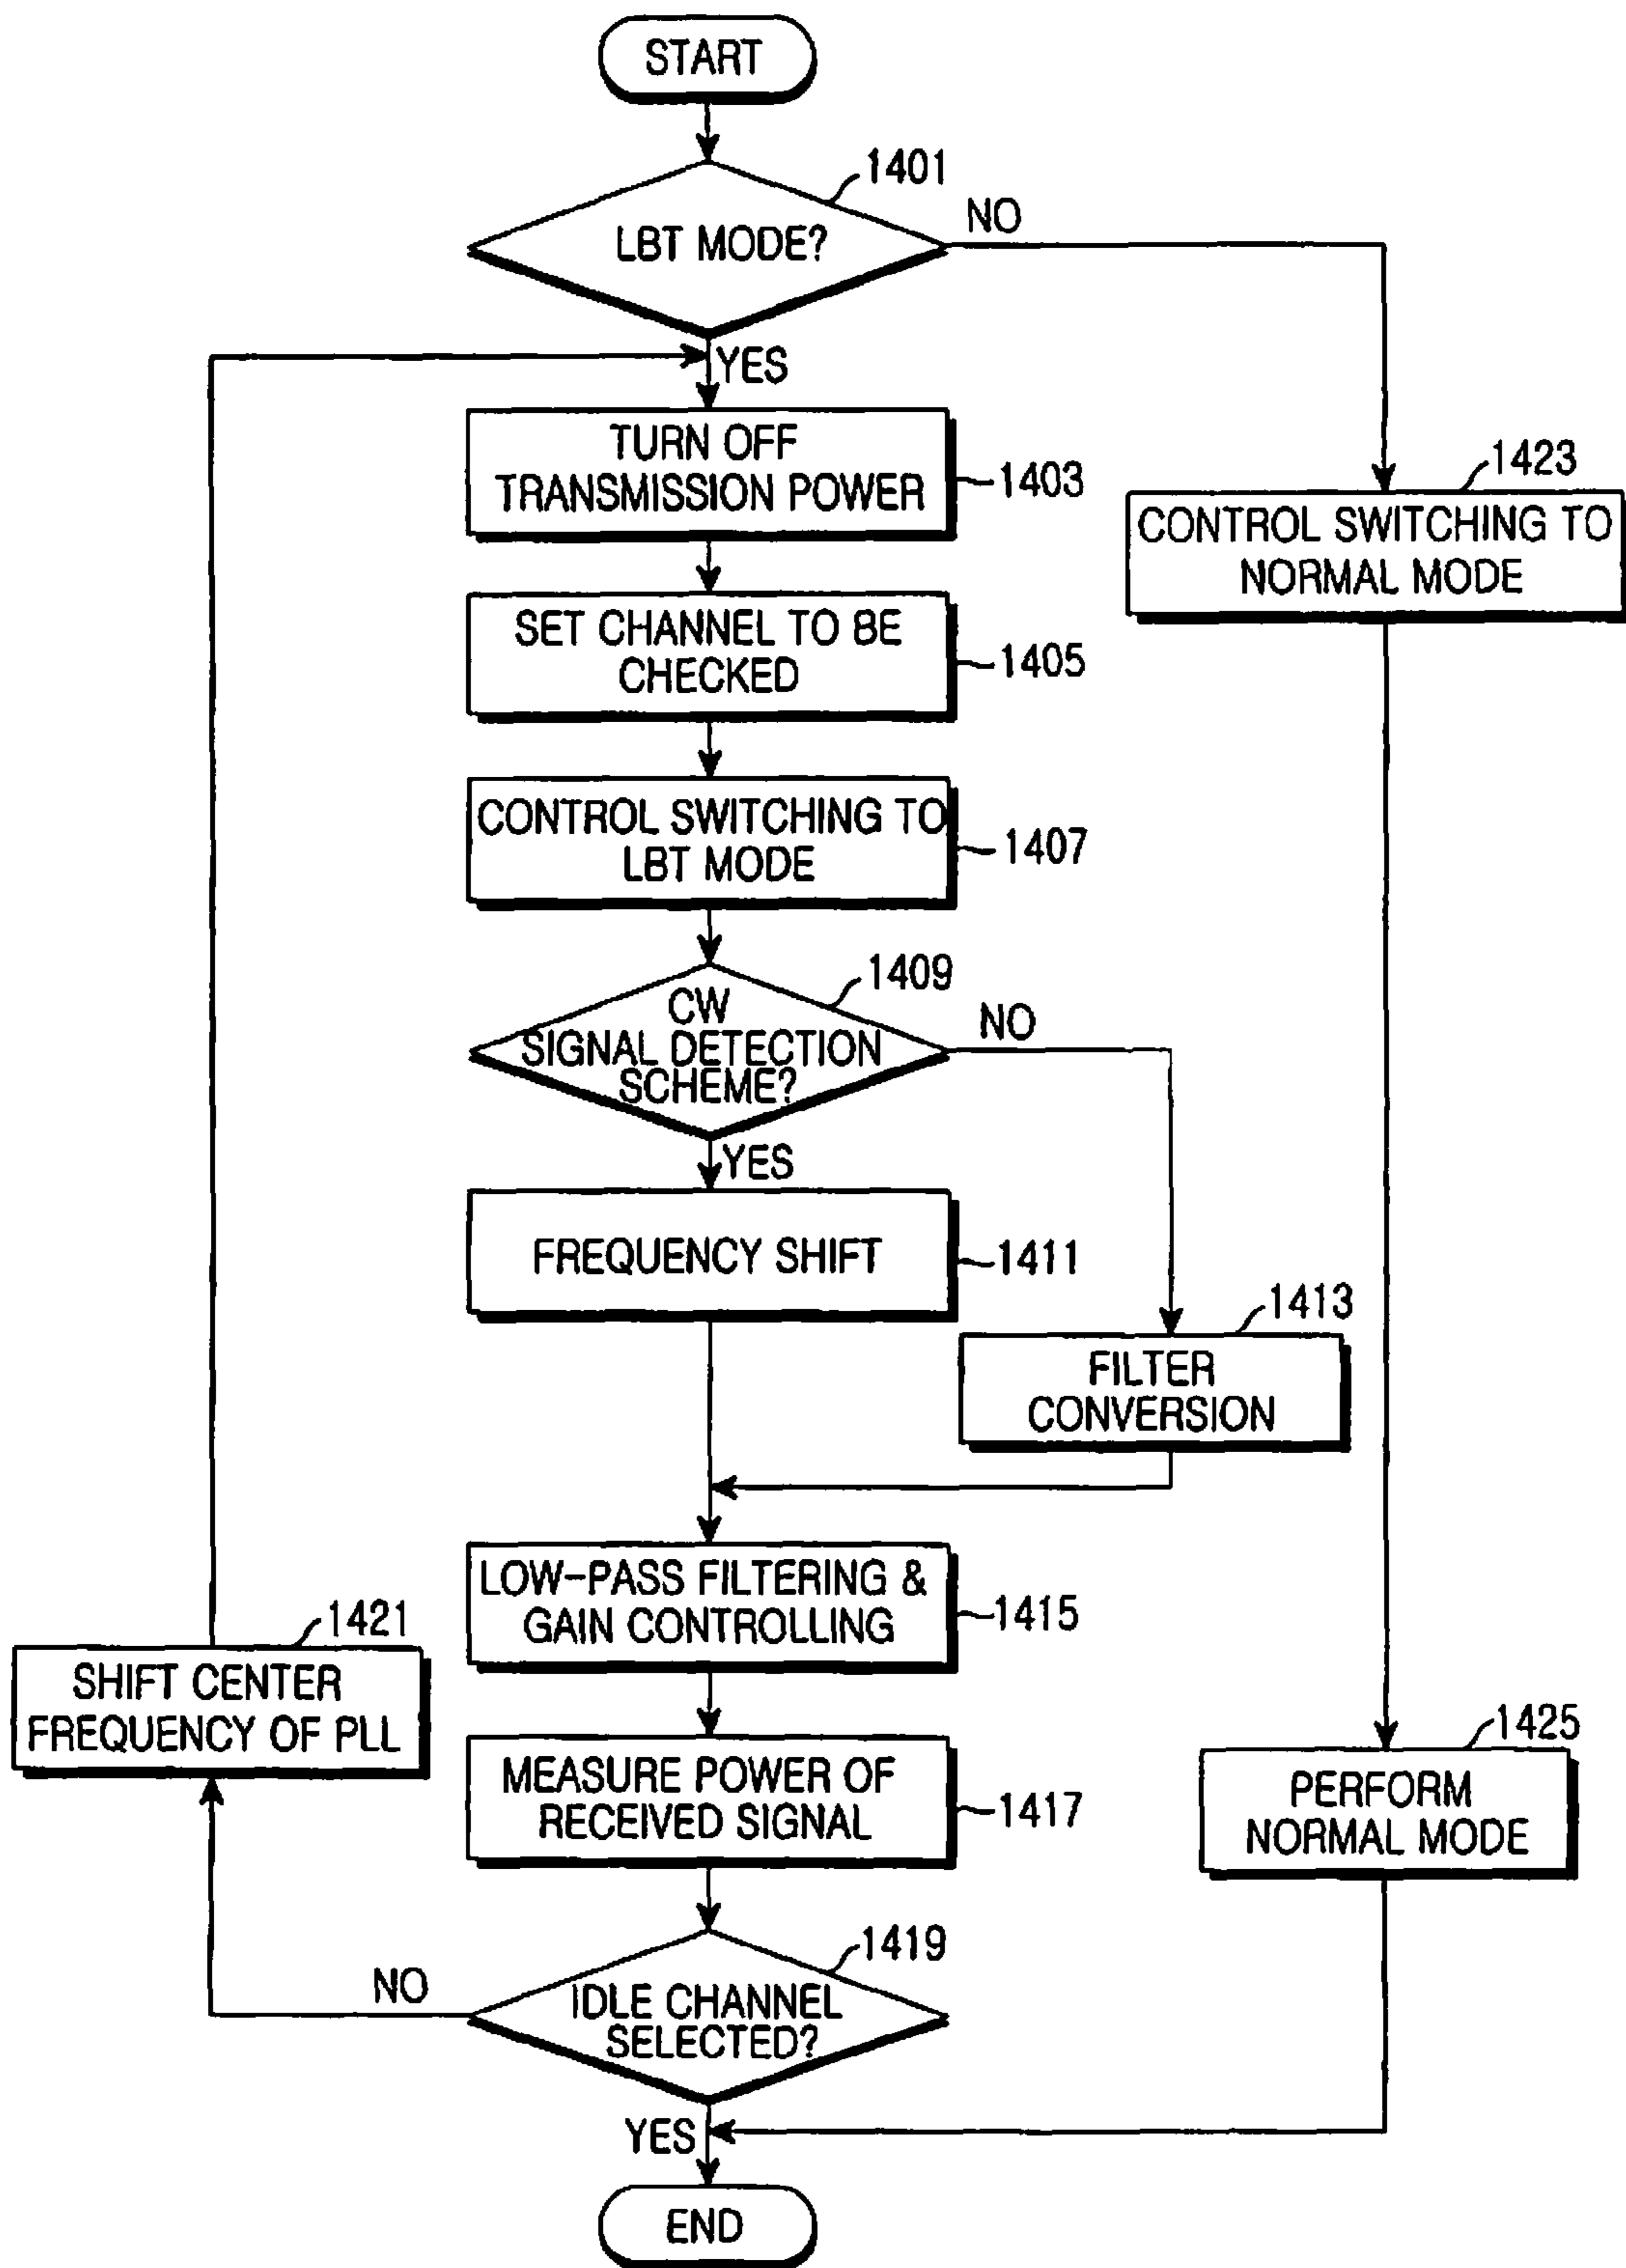 START
1401
LBT MODE?
NO
YES
TURN OFF
TRANSMISSION POWER
1403
1423
CONTROL SWITCHING TO
NORMAL MODE
SET CHANNEL TO BE
CHECKED
1405
CONTROL SWITCHING TO
LBT MODE
1407
1409
CW
SIGNAL DETECTION
SCHEME?
NO
YES
FREQUENCY SHIFT
1411
1413
FILTER
CONVERSION
LOW-PASS FILTERING &
GAIN CONTROLLING
1415
1421
SHIFT CENTER
FREQUENCY OF PLL
MEASURE POWER OF
RECEIVED SIGNAL
1417
1425
PERFORM
NORMAL MODE
1419
IDLE CHANNEL
SELECTED?
NO
YES
END